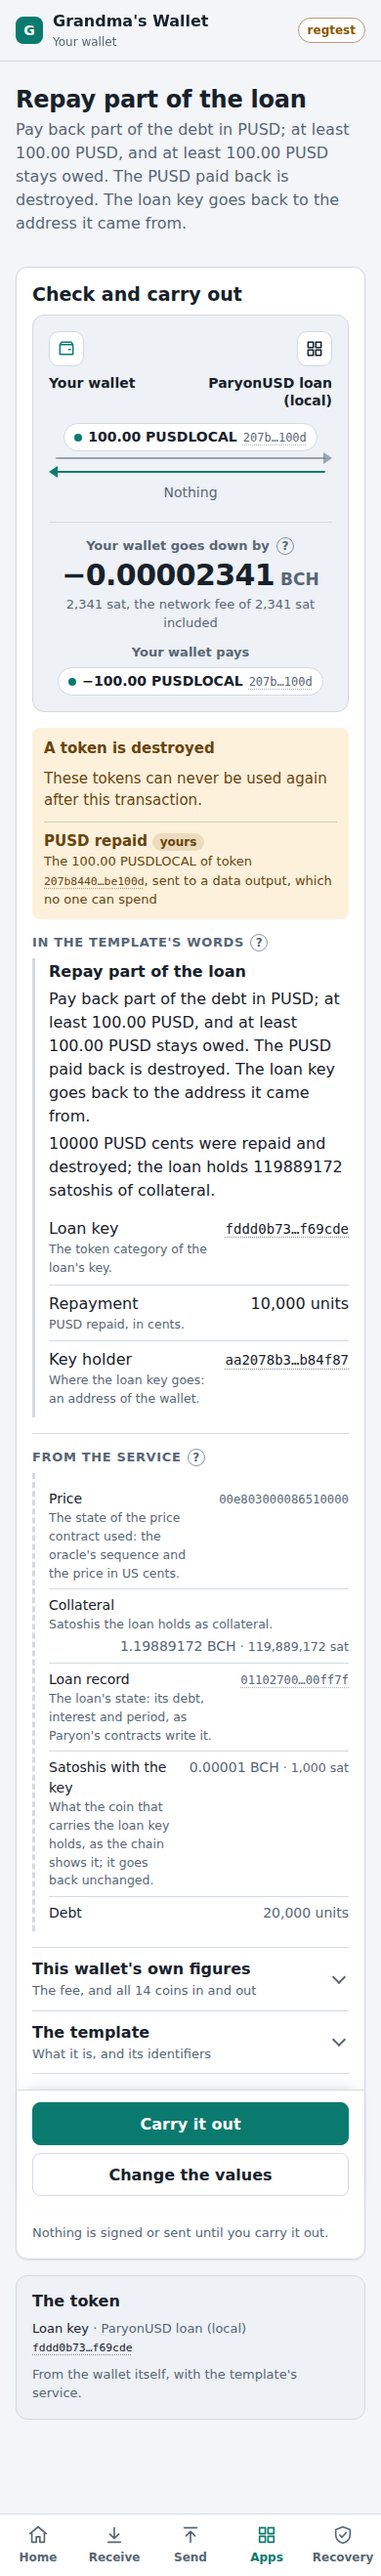 G
Grandma's Wallet
Your wallet
regtest
Repay part of the loan
Pay back part of the debt in PUSD; at least
100.00 PUSD, and at least 100.00 PUSD
stays owed. The PUSD paid back is
destroyed. The loan key goes back to the
address it came from.
Check and carry out
Your wallet
ParyonUSD loan
(local)
100.00 PUSDLOCAL 207b…100d
Nothing
Your wallet goes down by ?
−0.00002341 BCH
2,341 sat, the network fee of 2,341 sat
included
Your wallet pays
−100.00 PUSDLOCAL 207b…100d
A token is destroyed
These tokens can never be used again
after this transaction.
PUSD repaid yours
The 100.00 PUSDLOCAL of token
207b8440…be100d, sent to a data output, which
no one can spend
IN THE TEMPLATE'S WORDS ?
Repay part of the loan
Pay back part of the debt in PUSD; at
least 100.00 PUSD, and at least
100.00 PUSD stays owed. The PUSD
paid back is destroyed. The loan key
goes back to the address it came
from.
10000 PUSD cents were repaid and
destroyed; the loan holds 119889172
satoshis of collateral.
Loan key
fddd0b73…f69cde
The token category of the
loan's key.
Repayment
10,000 units
PUSD repaid, in cents.
Key holder
aa2078b3…b84f87
Where the loan key goes:
an address of the wallet.
FROM THE SERVICE ?
Price
00e803000086510000
The state of the price
contract used: the
oracle's sequence and
the price in US cents.
Collateral
Satoshis the loan holds as collateral.
1.19889172 BCH · 119,889,172 sat
Loan record
01102700…00ff7f
The loan's state: its debt,
interest and period, as
Paryon's contracts write it.
Satoshis with the
key
0.00001 BCH · 1,000 sat
What the coin that
carries the loan key
holds, as the chain
shows it; it goes
back unchanged.
Debt
20,000 units
This wallet's own figures
The fee, and all 14 coins in and out
The template
What it is, and its identifiers
Carry it out
Change the values
Nothing is signed or sent until you carry it out.
The token
Loan key · ParyonUSD loan (local)
fddd0b73…f69cde
From the wallet itself, with the template's
service.
Home
Receive
Send
Apps
Recovery